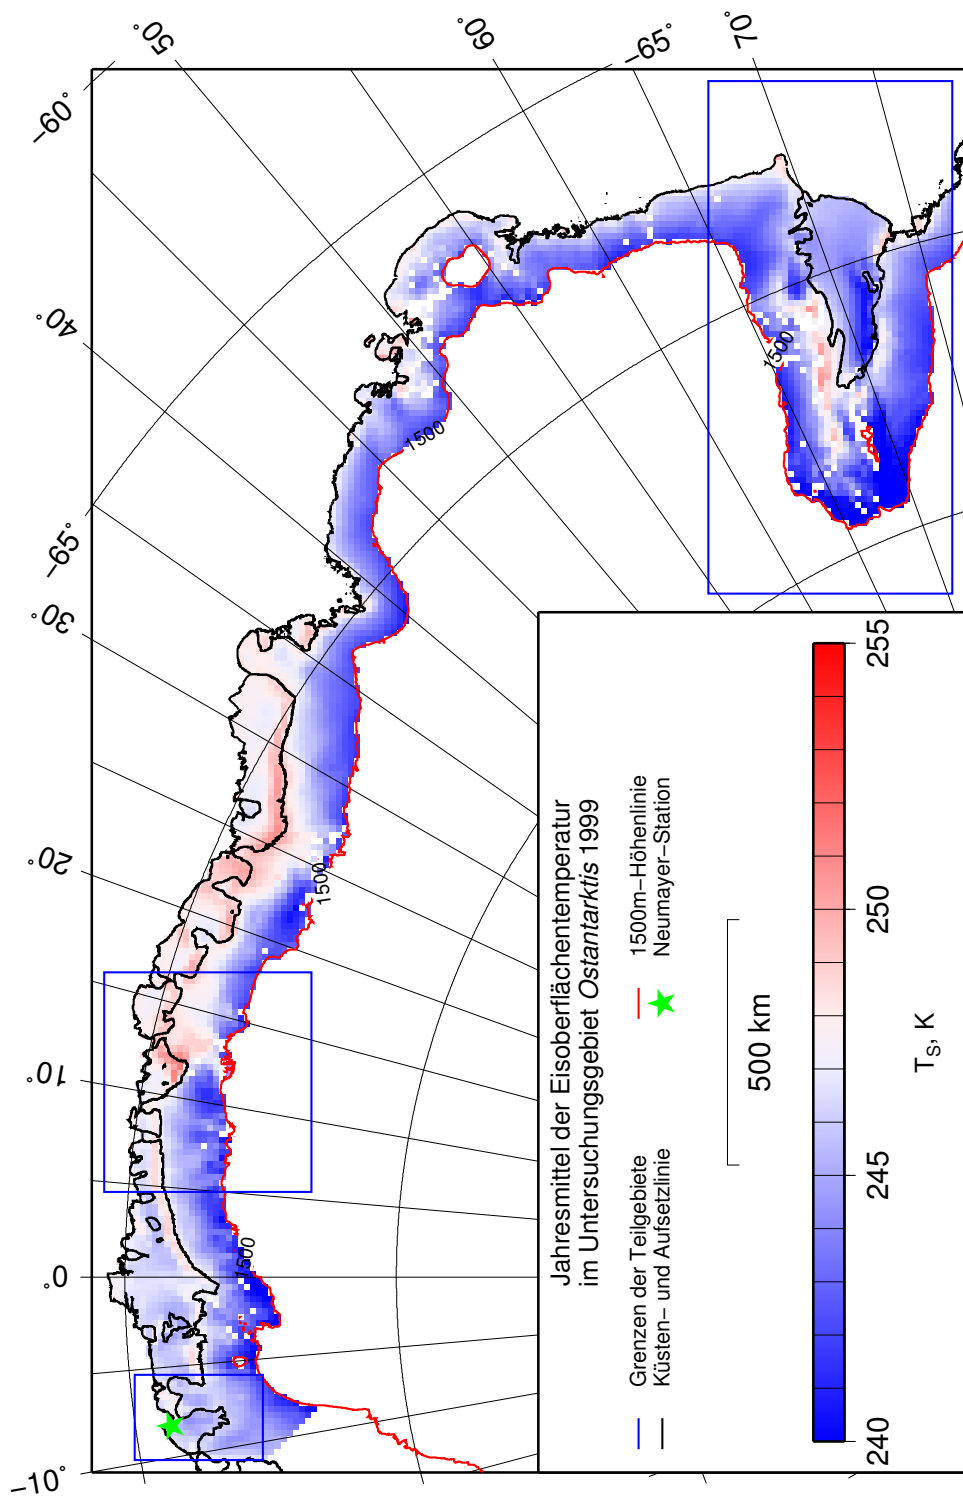 −60°
50°
60°
−65°
70°
40°
−65°
30°
20°
10°
0°
−10°
1500
1500
1500
1500
Jahresmittel der Eisoberflächentemperatur
im Untersuchungsgebiet Ostantarktis 1999
Grenzen der Teilgebiete
Küsten− und Aufsetzlinie
1500m−Höhenlinie
Neumayer−Station
500 km
240
245
250
255
T_S, K